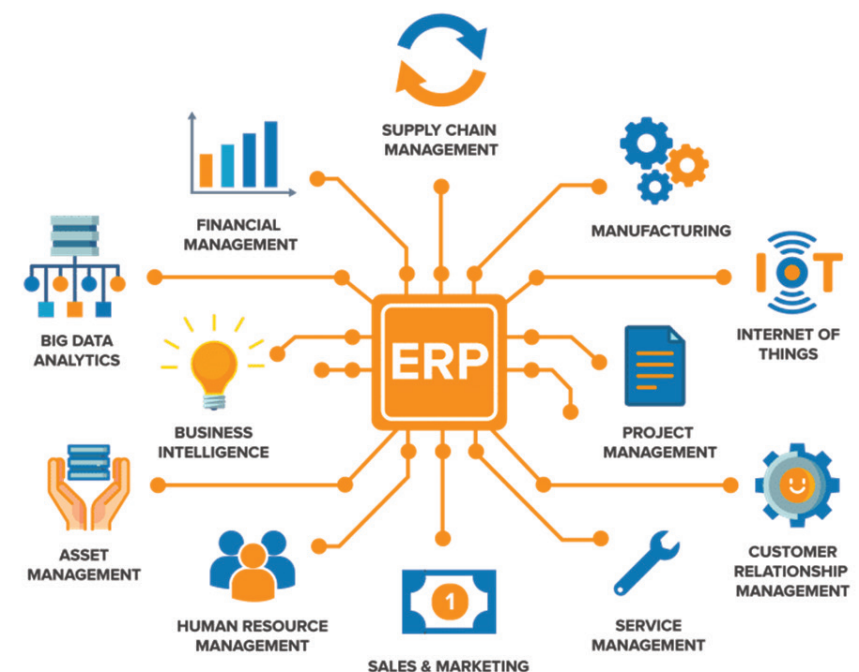 SUPPLY CHAIN
MANAGEMENT
FINANCIAL
MANAGEMENT
MANUFACTURING
IOT
BIG DATA
ANALYTICS
INTERNET OF
THINGS
ERP
BUSINESS
INTELLIGENCE
PROJECT
MANAGEMENT
ASSET
MANAGEMENT
CUSTOMER
RELATIONSHIP
MANAGEMENT
HUMAN RESOURCE
MANAGEMENT
1
SERVICE
MANAGEMENT
SALES & MARKETING